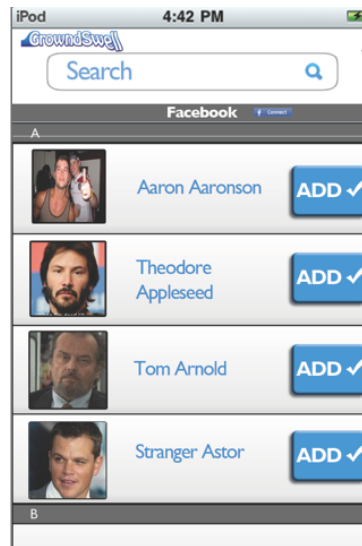 iPod 4:42 PM
GrowndSwell
Search
Facebook f Connect
A
Aaron Aaronson ADD
Theodore
Appleseed ADD
Tom Arnold ADD
Stranger Astor ADD
B